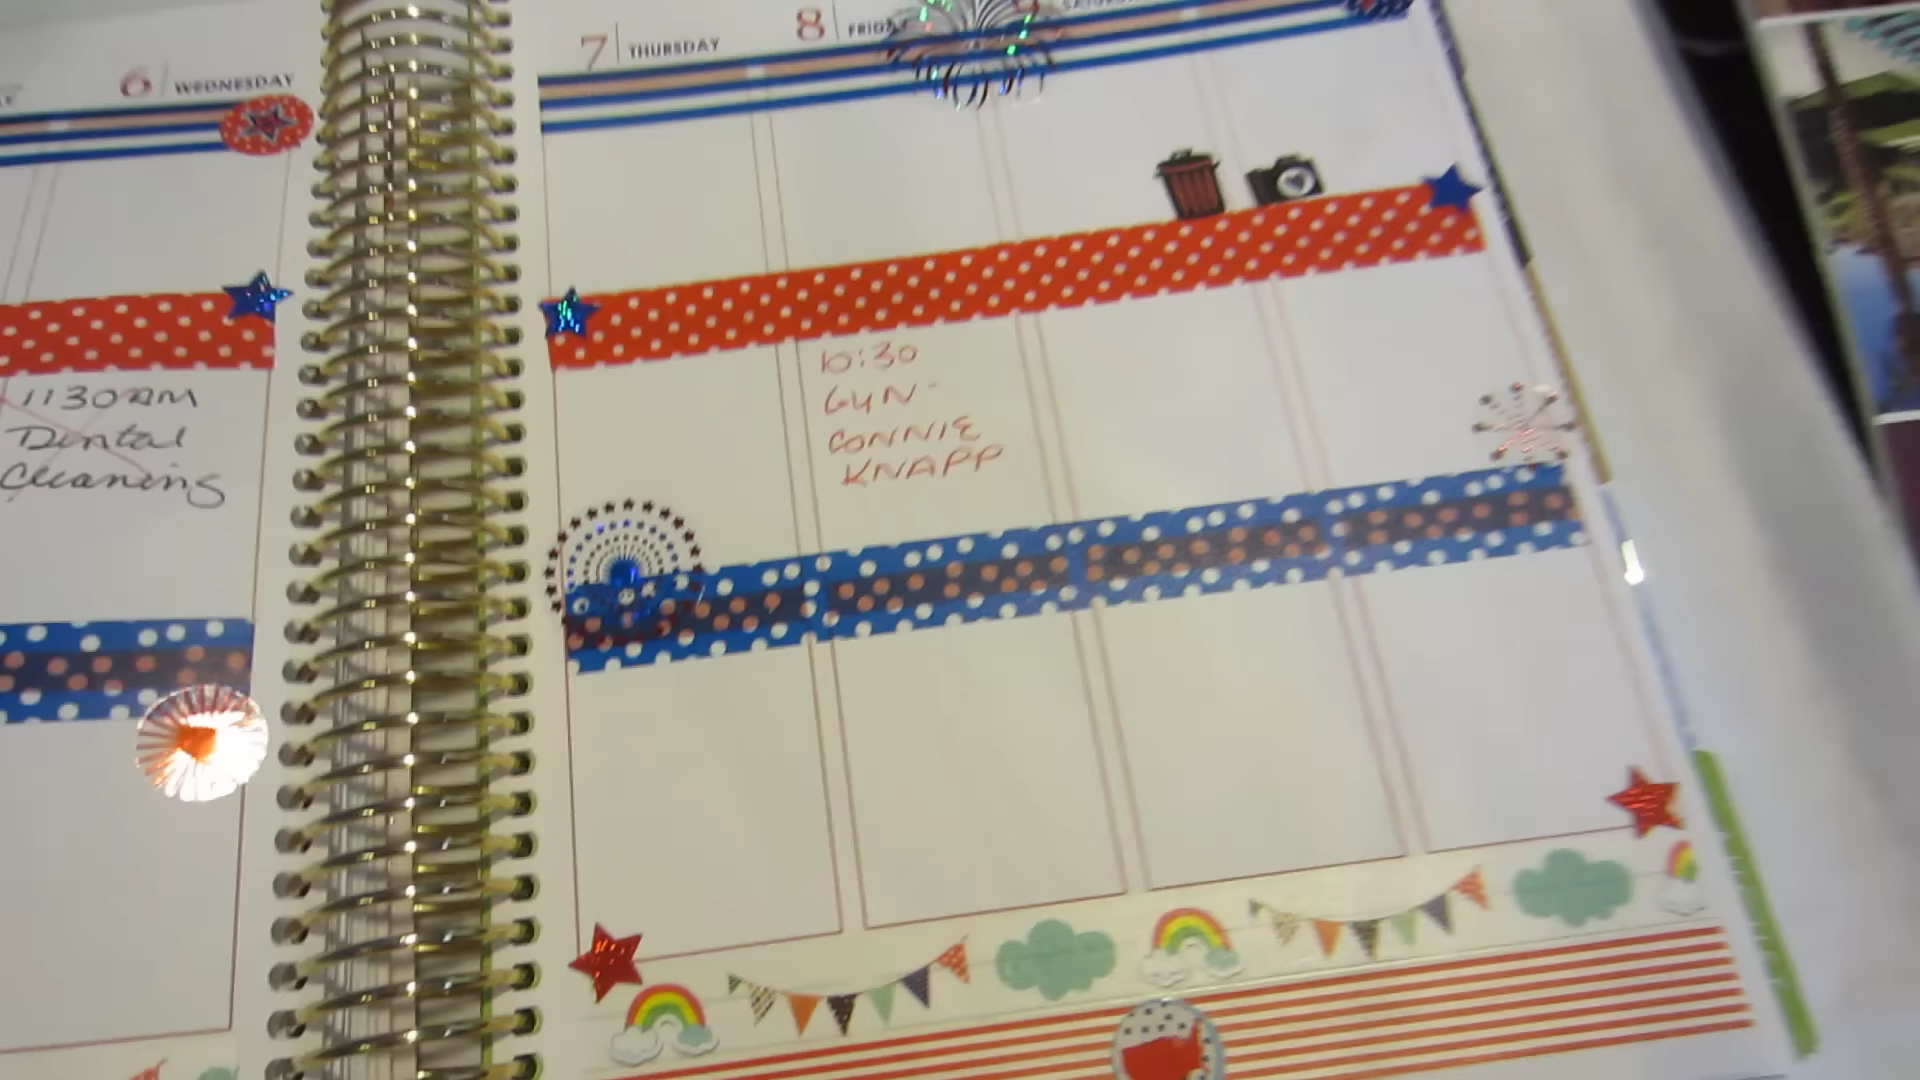 6 WEDNESDAY
1130AM
Dental
Cleaning
7 THURSDAY
8 FRIDAY
10:30
GYN-
CONNIE
KNAPP